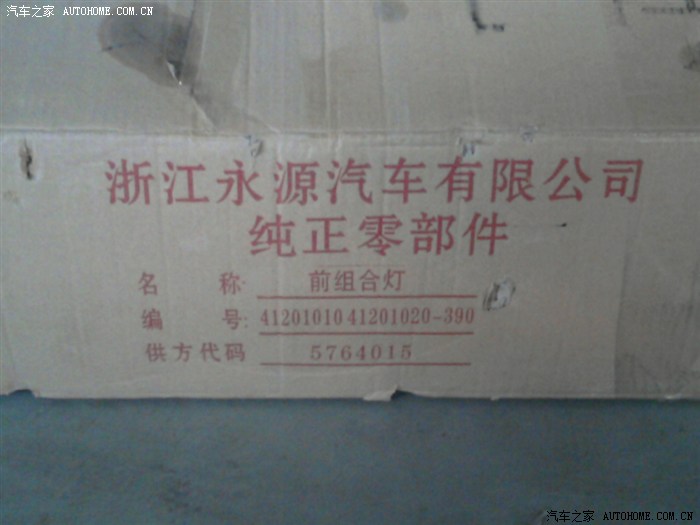 汽车之家 AUTOHOME.COM.CN
浙江永源汽车有限公司
纯正零部件
名 称: 前组合灯
编 号: 4120101041201020-390
供方代码 5764015
汽车之家 AUTOHOME.COM.CN